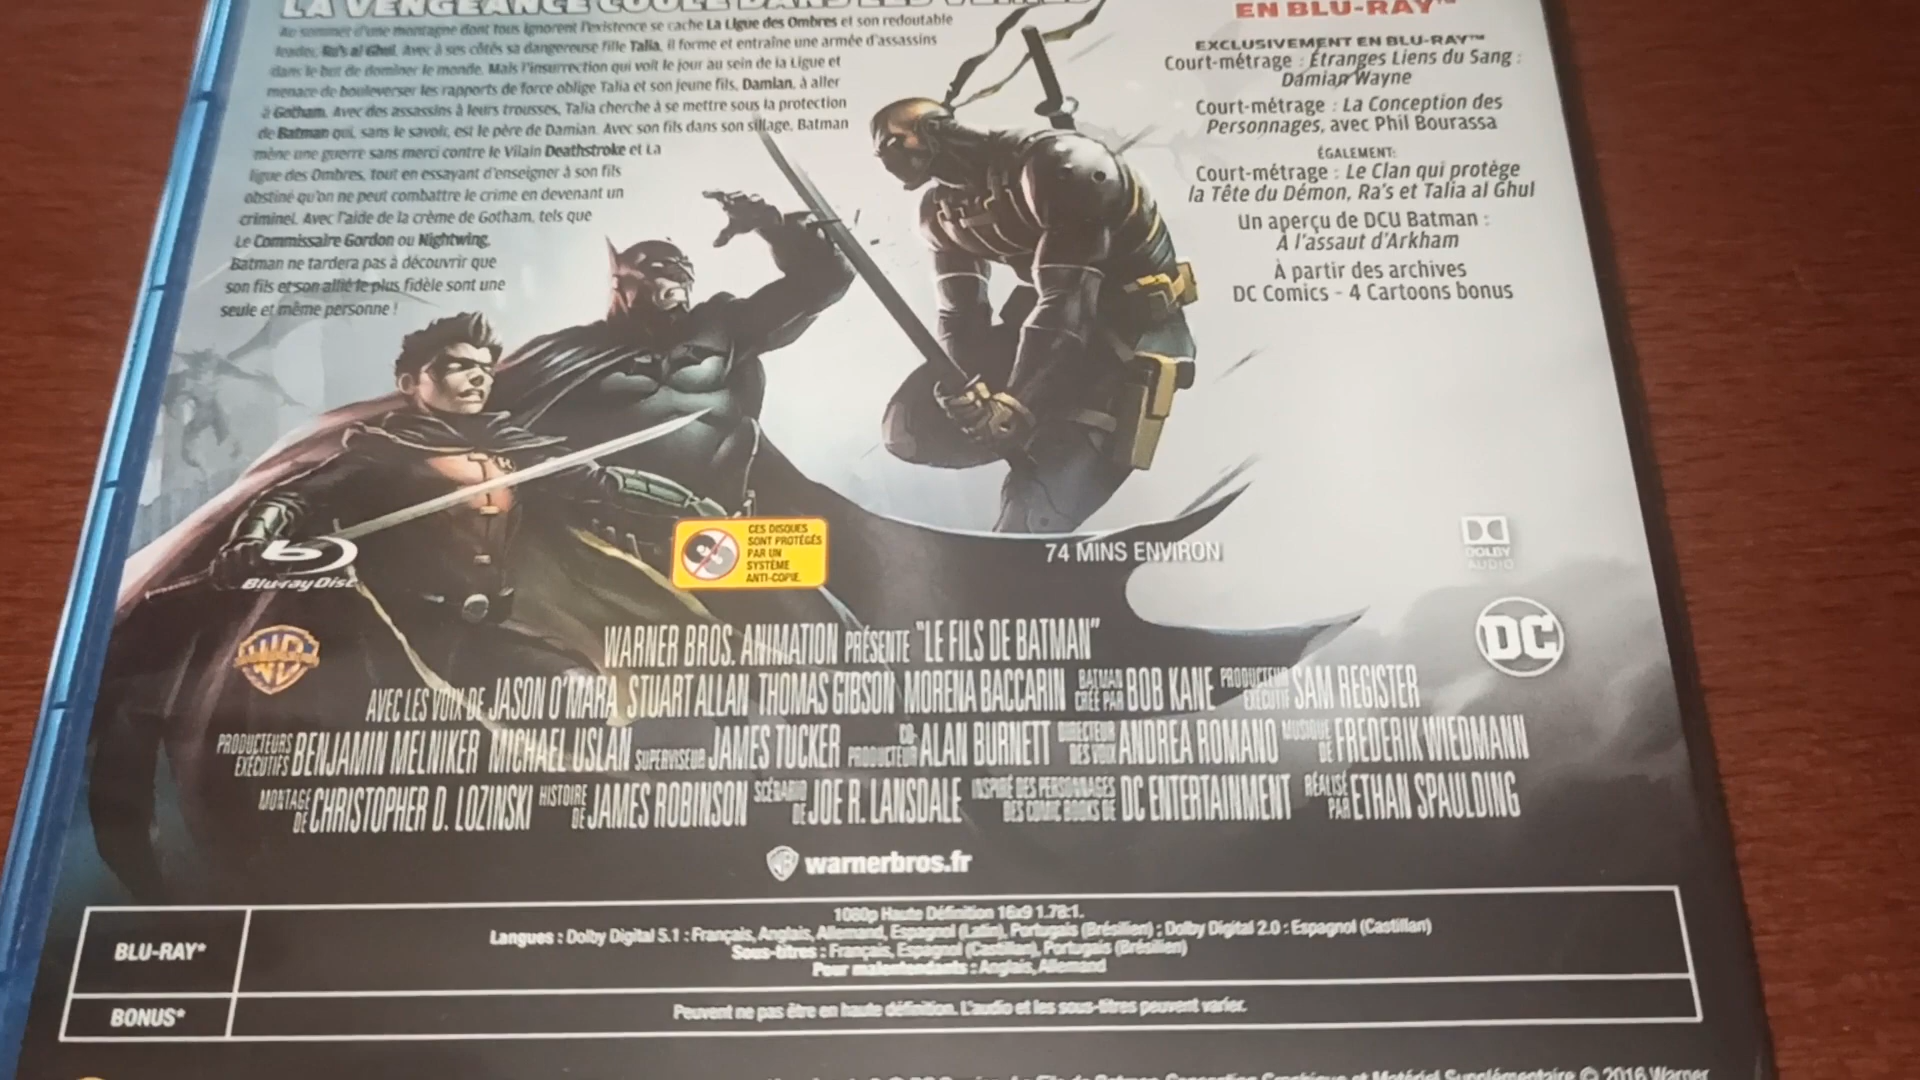 LA VENGEANCE COULE DANS LES VEINES
Au sommet d'une montagne dont tous ignorent l'existence se cache La Ligue des Ombres et son redoutable
leader, Ra's al Ghul. Avec à ses côtés sa dangereuse fille Talia, il forme et entraîne une armée d'assassins
dans le but de dominer le monde. Mais l'insurrection qui voit le jour au sein de la Ligue et
menace de bouleverser les rapports de force oblige Talia et son jeune fils, Damian, à aller
à Gotham. Avec des assassins à leurs trousses, Talia cherche à se mettre sous la protection
de Batman qui, sans le savoir, est le père de Damian. Avec son fils dans son sillage, Batman
mène une guerre sans merci contre le Vilain Deathstroke et La
ligue des Ombres, tout en essayant d'enseigner à son fils
obstiné qu'on ne peut combattre le crime en devenant un
criminel. Avec l'aide de la crème de Gotham, tels que
Le Commissaire Gordon ou Nightwing,
Batman ne tardera pas à découvrir que
son fils et son allié le plus fidèle sont une
seule et même personne !
EN BLU-RAY™
EXCLUSIVEMENT EN BLU-RAY™
Court-métrage : Étranges Liens du Sang :
Damian Wayne
Court-métrage : La Conception des
Personnages, avec Phil Bourassa
ÉGALEMENT:
Court-métrage : Le Clan qui protège
la Tête du Démon, Ra's et Talia al Ghul
Un aperçu de DCU Batman :
À l'assaut d'Arkham
À partir des archives
DC Comics - 4 Cartoons bonus
Blu-ray Disc
CES DISQUES
SONT PROTÉGÉS
PAR UN
SYSTÈME
ANTI-COPIE.
74 MINS ENVIRON
DOLBY
AUDIO
WB
DC
WARNER BROS. ANIMATION PRÉSENTE "LE FILS DE BATMAN"
AVEC LES VOIX DE JASON O'MARA STUART ALLAN THOMAS GIBSON MORENA BACCARIN BATMAN CRÉÉ PAR BOB KANE PRODUCTEUR EXÉCUTIF SAM REGISTER
PRODUCTEURS EXÉCUTIFS BENJAMIN MELNIKER MICHAEL USLAN SUPERVISEUR JAMES TUCKER CO-PRODUCTEUR ALAN BURNETT DIRECTEUR DES VOIX ANDREA ROMANO MUSIQUE DE FREDERIK WIEDMANN
MONTAGE DE CHRISTOPHER D. LOZINSKI HISTOIRE DE JAMES ROBINSON SCÉNARIO DE JOE R. LANSDALE INSPIRÉ DES PERSONNAGES DES COMIC BOOKS DE DC ENTERTAINMENT RÉALISÉ PAR ETHAN SPAULDING
warnerbros.fr
BLU-RAY*
1080p Haute Définition 16x9 1.78:1.
Langues : Dolby Digital 5.1 : Français, Anglais, Allemand, Espagnol (Latin), Portugais (Brésilien) ; Dolby Digital 2.0 : Espagnol (Castillan)
Sous-titres : Français, Espagnol (Castillan), Portugais (Brésilien)
Pour malentendants : Anglais, Allemand
BONUS*
Peuvent ne pas être en haute définition. L'audio et les sous-titres peuvent varier.
et Matériel Supplémentaire © 2016 Warner